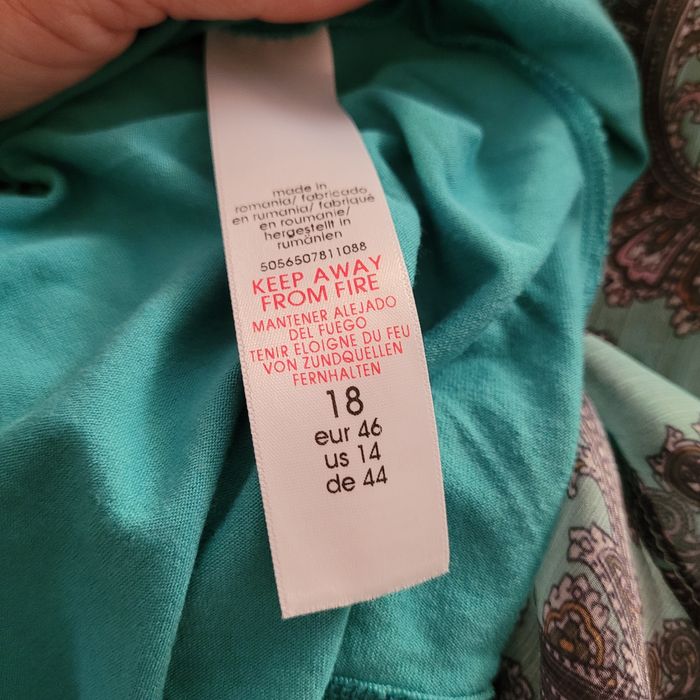 made in
romania/ fabricado
en rumania/ fabriqué
en roumanie/
hergestellt in
rumänien
5056507811088
KEEP AWAY
FROM FIRE
MANTENER ALEJADO
DEL FUEGO
TENIR ELOIGNE DU FEU
VON ZUNDQUELLEN
FERNHALTEN
18
eur 46
us 14
de 44